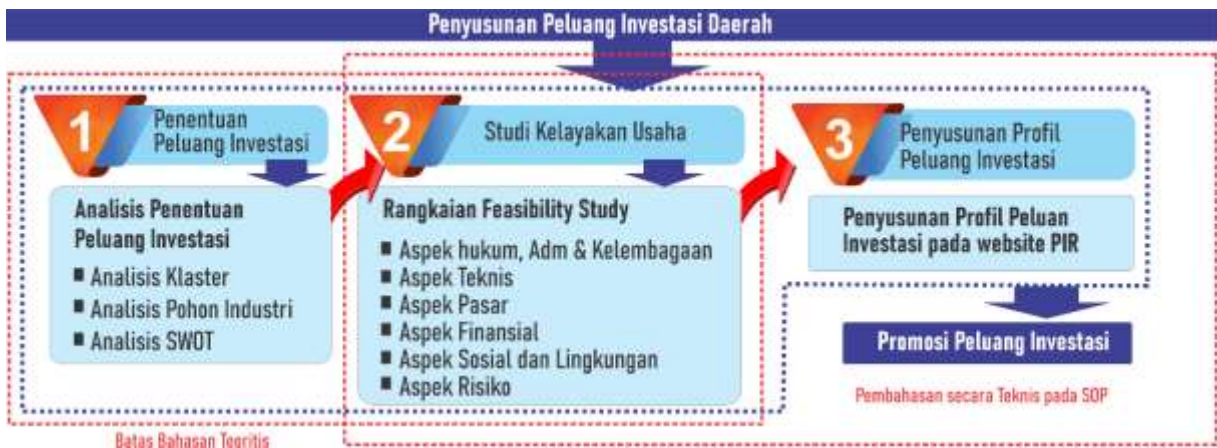 Penyusunan Peluang Investasi Daerah
1
Penentuan
Peluang Investasi
Analisis Penentuan
Peluang Investasi
■ Analisis Klaster
■ Analisis Pohon Industri
■ Analisis SWOT
2
Studi Kelayakan Usaha
Rangkaian Feasibility Study
■ Aspek hukum, Adm & Kelembagaan
■ Aspek Teknis
■ Aspek Pasar
■ Aspek Finansial
■ Aspek Sosial dan Lingkungan
■ Aspek Risiko
3
Penyusunan Profil
Peluang Investasi
Penyusunan Profil Peluan
Investasi pada website PIR
Promosi Peluang Investasi
Pembahasan secara Teknis pada SOP
Batas Bahasan Teoritis